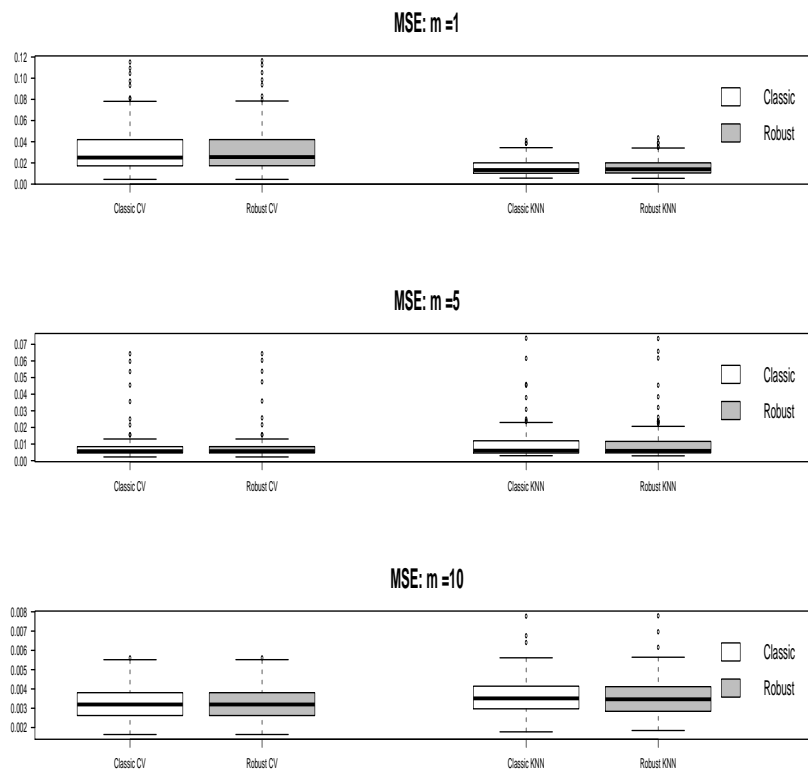 MSE: m =1
0.12
0.10
0.08
0.06
0.04
0.02
0.00
Classic
Robust
Classic CV
Robust CV
Classic KNN
Robust KNN
MSE: m =5
0.07
0.06
0.05
0.04
0.03
0.02
0.01
0.00
Classic
Robust
Classic CV
Robust CV
Classic KNN
Robust KNN
MSE: m =10
0.008
0.007
0.006
0.005
0.004
0.003
0.002
Classic
Robust
Classic CV
Robust CV
Classic KNN
Robust KNN